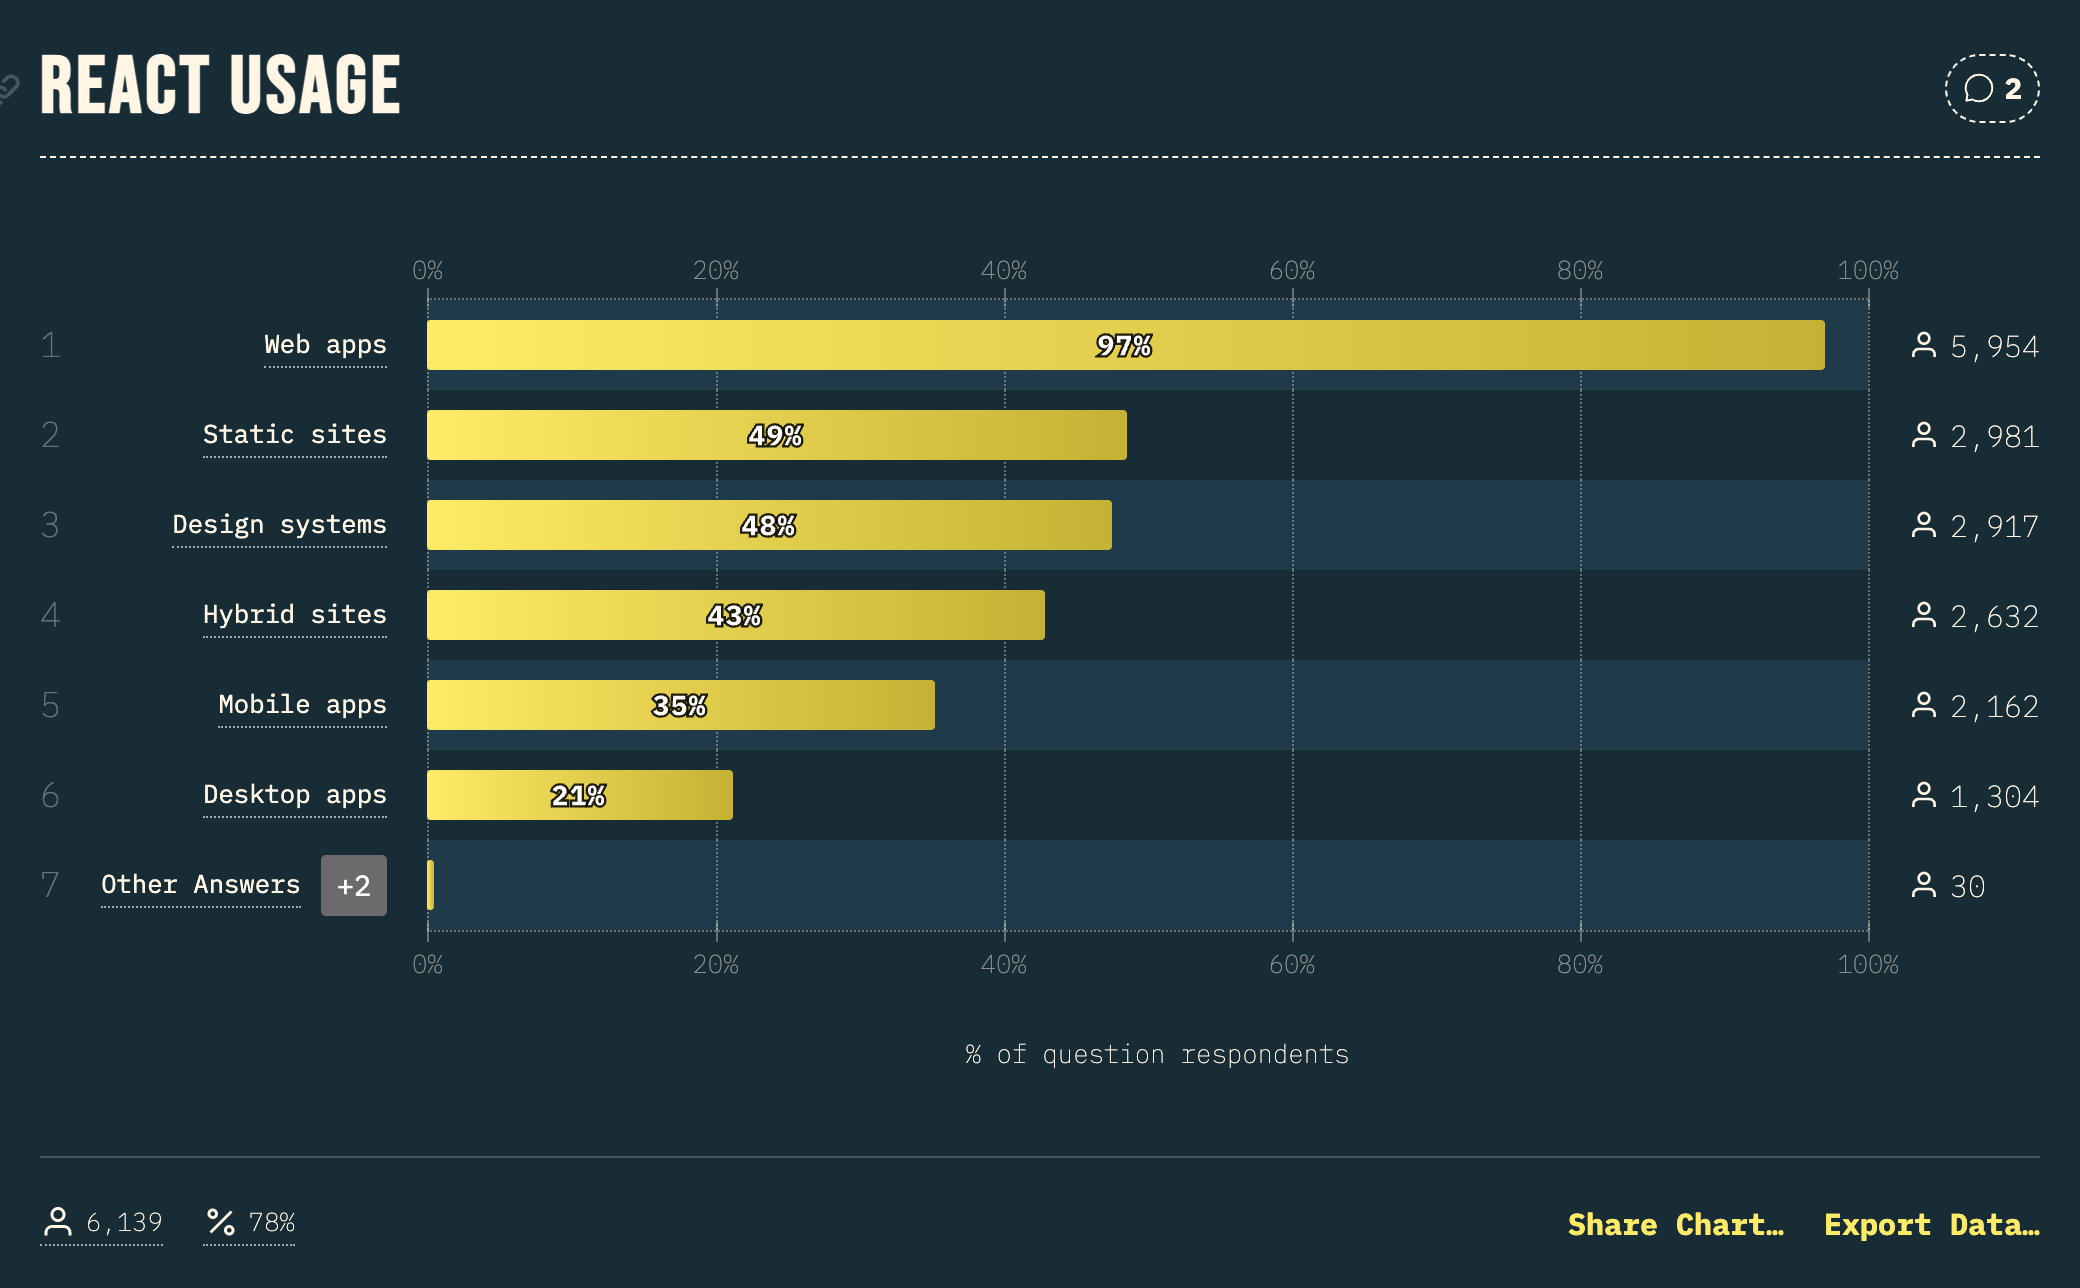 REACT USAGE
2
0% 20% 40% 60% 80% 100%
1 Web apps 97% 5,954
2 Static sites 49% 2,981
3 Design systems 48% 2,917
4 Hybrid sites 43% 2,632
5 Mobile apps 35% 2,162
6 Desktop apps 21% 1,304
7 Other Answers +2 30
0% 20% 40% 60% 80% 100%
% of question respondents
6,139 % 78% Share Chart… Export Data…